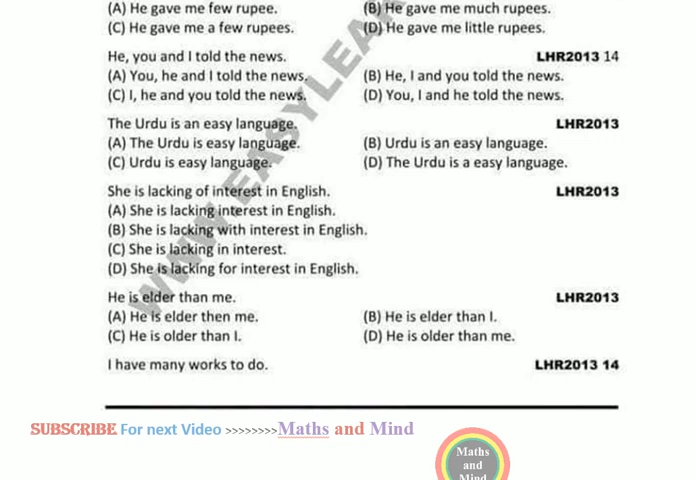 (A) He gave me few rupee. (B) He gave me much rupees.
(C) He gave me a few rupees. (D) He gave me little rupees.
He, you and I told the news. LHR2013 14
(A) You, he and I told the news. (B) He, I and you told the news.
(C) I, he and you told the news. (D) You, I and he told the news.
The Urdu is an easy language. LHR2013
(A) The Urdu is easy language. (B) Urdu is an easy language.
(C) Urdu is easy language. (D) The Urdu is a easy language.
She is lacking of interest in English. LHR2013
(A) She is lacking interest in English.
(B) She is lacking with interest in English.
(C) She is lacking in interest.
(D) She is lacking for interest in English.
He is elder than me. LHR2013
(A) He is elder then me. (B) He is elder than I.
(C) He is older than I. (D) He is older than me.
I have many works to do. LHR2013 14
WWW.EASYLEAR
SUBSCRIBE For next Video >>>>>>>>Maths and Mind
Maths
and
Mind